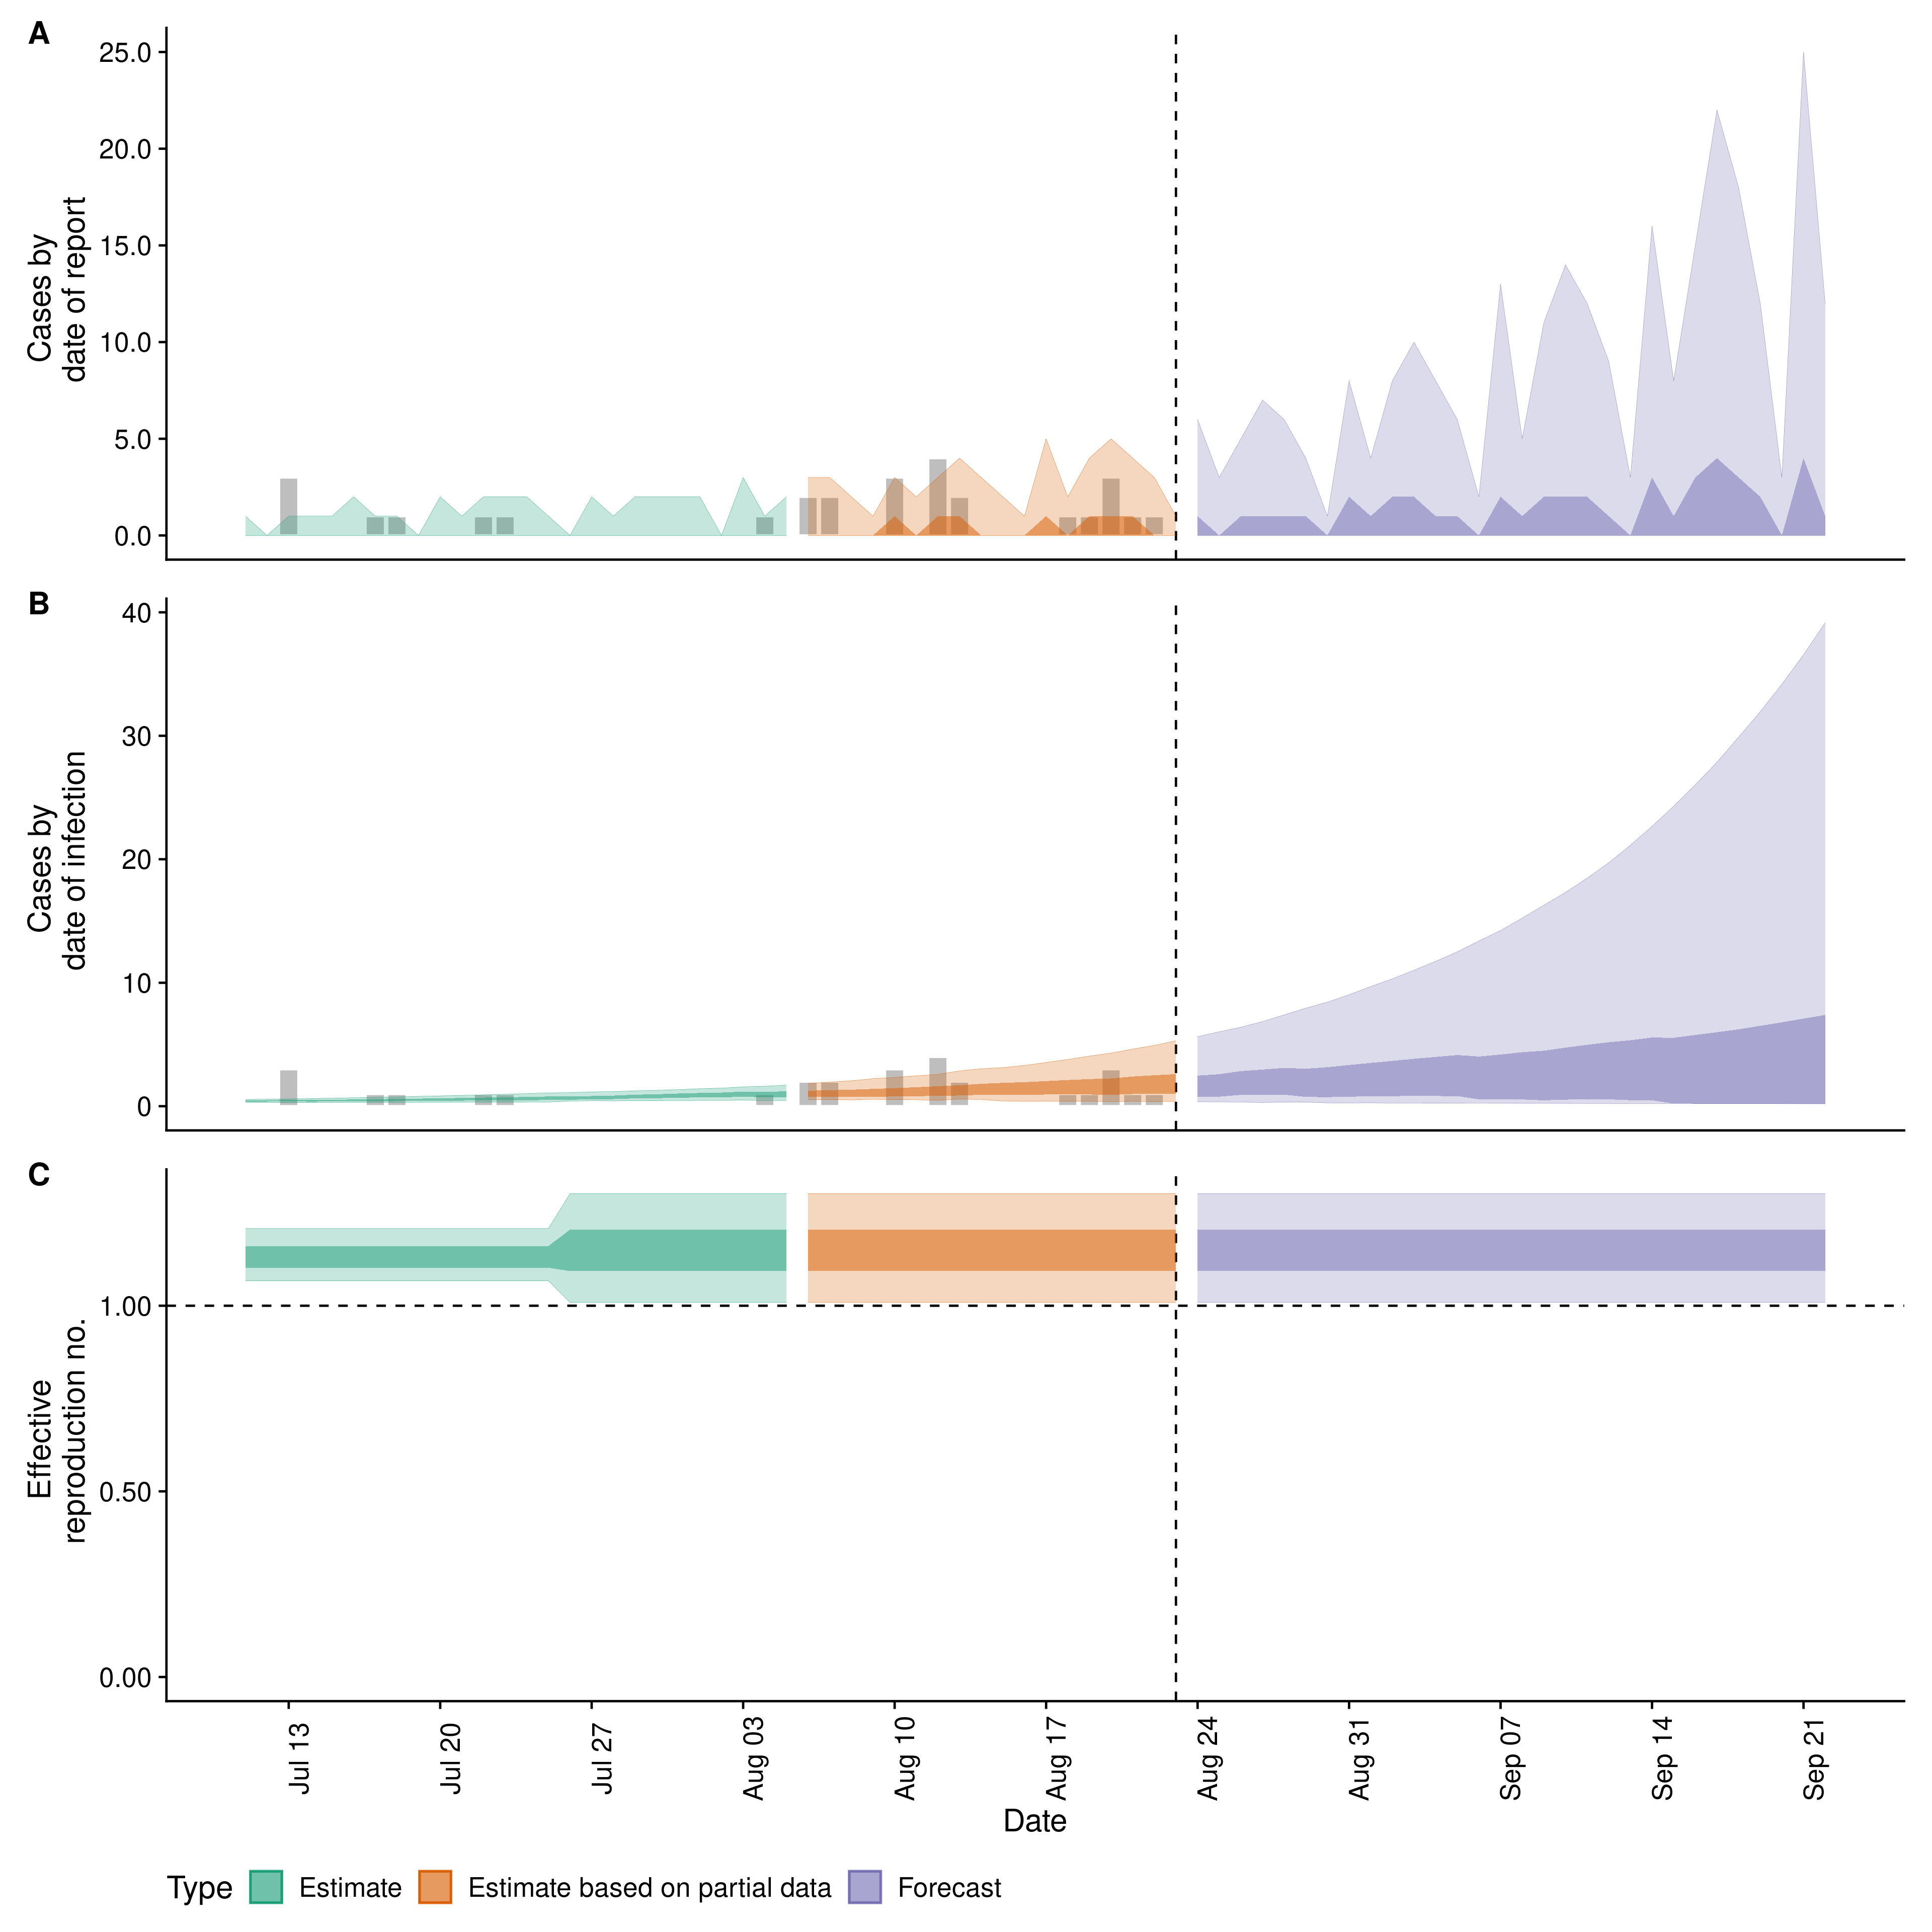 A
25.0
20.0
15.0
10.0
5.0
0.0
Cases by
date of report
B
40
30
20
10
0
Cases by
date of infection
C
1.00
0.50
0.00
Effective
reproduction no.
Jul 13
Jul 20
Jul 27
Aug 03
Aug 10
Aug 17
Aug 24
Aug 31
Sep 07
Sep 14
Sep 21
Date
Type Estimate Estimate based on partial data Forecast